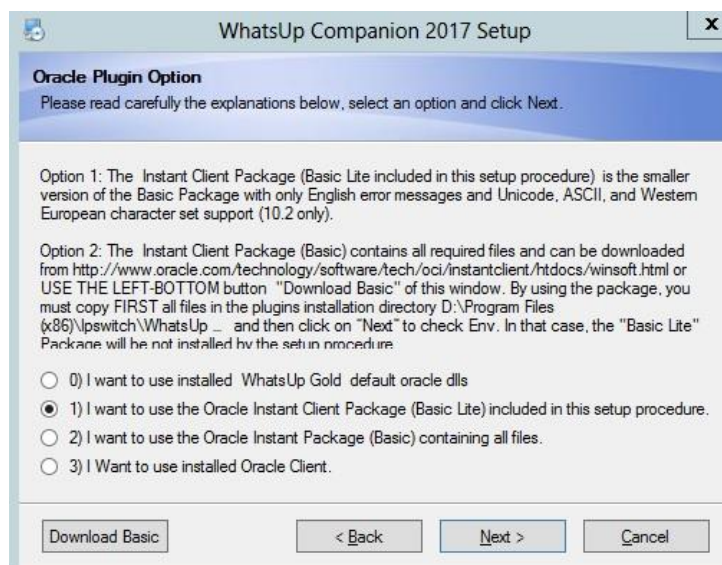 WhatsUp Companion 2017 Setup
X
Oracle Plugin Option
Please read carefully the explanations below, select an option and click Next.
Option 1: The Instant Client Package (Basic Lite included in this setup procedure) is the smaller
version of the Basic Package with only English error messages and Unicode, ASCII, and Western
European character set support (10.2 only).
Option 2: The Instant Client Package (Basic) contains all required files and can be downloaded
from http://www.oracle.com/technology/software/tech/oci/instantclient/htdocs/winsoft.html or
USE THE LEFT-BOTTOM button "Download Basic" of this window. By using the package, you
must copy FIRST all files in the plugins installation directory D:\Program Files
(x86)\Ipswitch\WhatsUp ... and then click on "Next" to check Env. In that case, the "Basic Lite"
Package will be not installed by the setup procedure
0) I want to use installed WhatsUp Gold default oracle dlls
1) I want to use the Oracle Instant Client Package (Basic Lite) included in this setup procedure.
2) I want to use the Oracle Instant Package (Basic) containing all files.
3) I Want to use installed Oracle Client.
Download Basic
< Back
Next >
Cancel